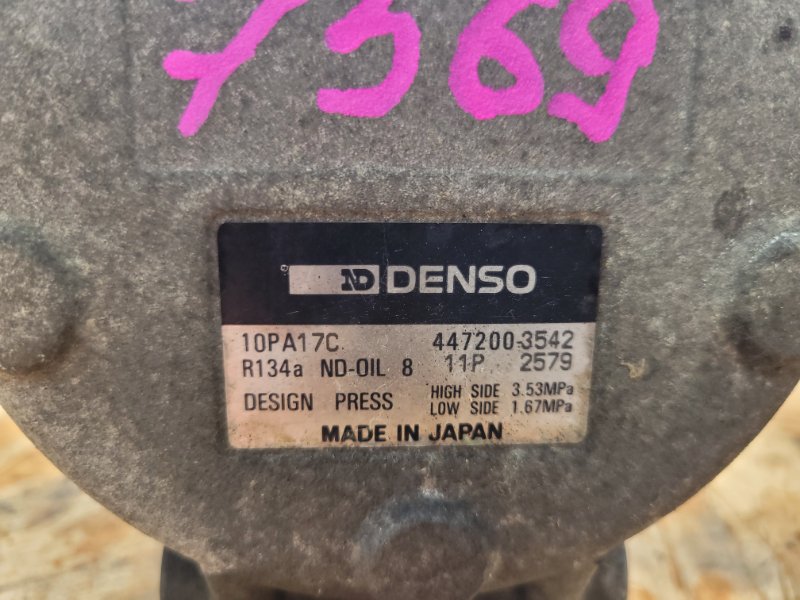 7369
ND DENSO
10PA17C 447200-3542
R134a ND-OIL 8 11P 2579
DESIGN PRESS HIGH SIDE 3.53MPa
LOW SIDE 1.67MPa
MADE IN JAPAN